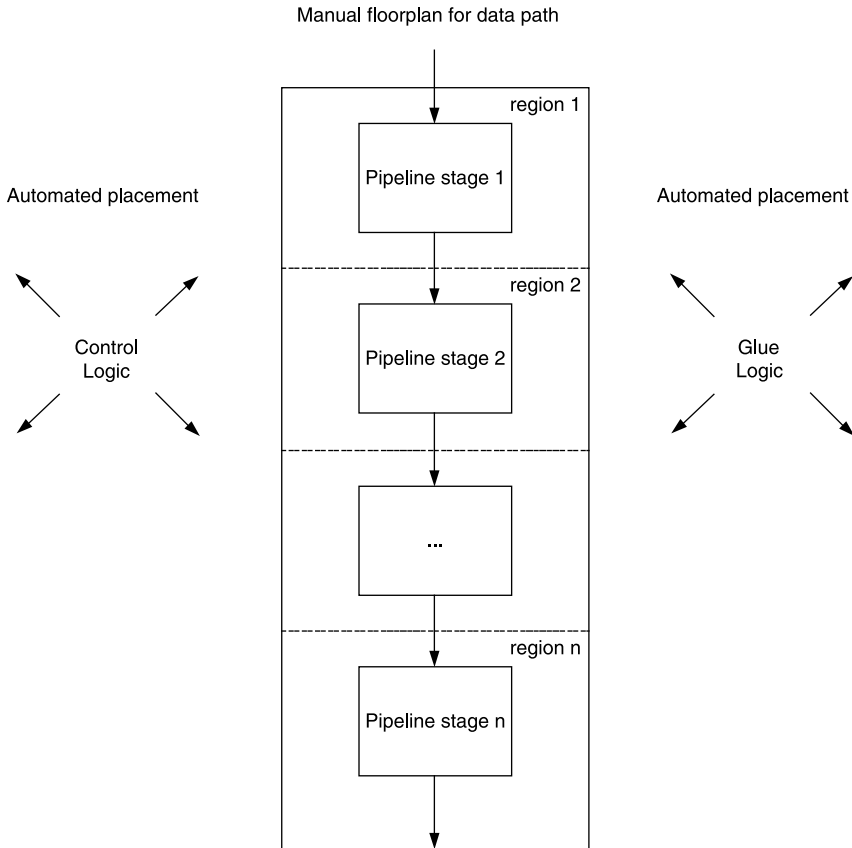 Manual floorplan for data path
region 1
Pipeline stage 1
Automated placement
Automated placement
region 2
Control
Logic
Pipeline stage 2
Glue
Logic
...
region n
Pipeline stage n